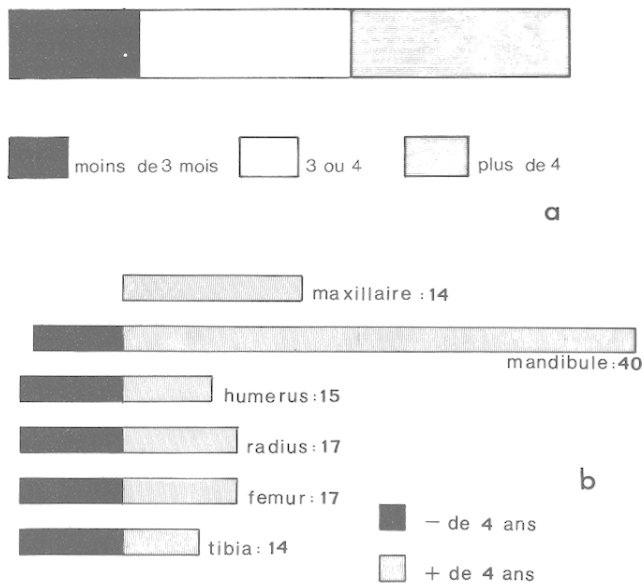 moins de 3 mois 3 ou 4 plus de 4
a
maxillaire : 14
mandibule: 40
humerus: 15
radius: 17
femur: 17
b
tibia: 14
– de 4 ans
+ de 4 ans